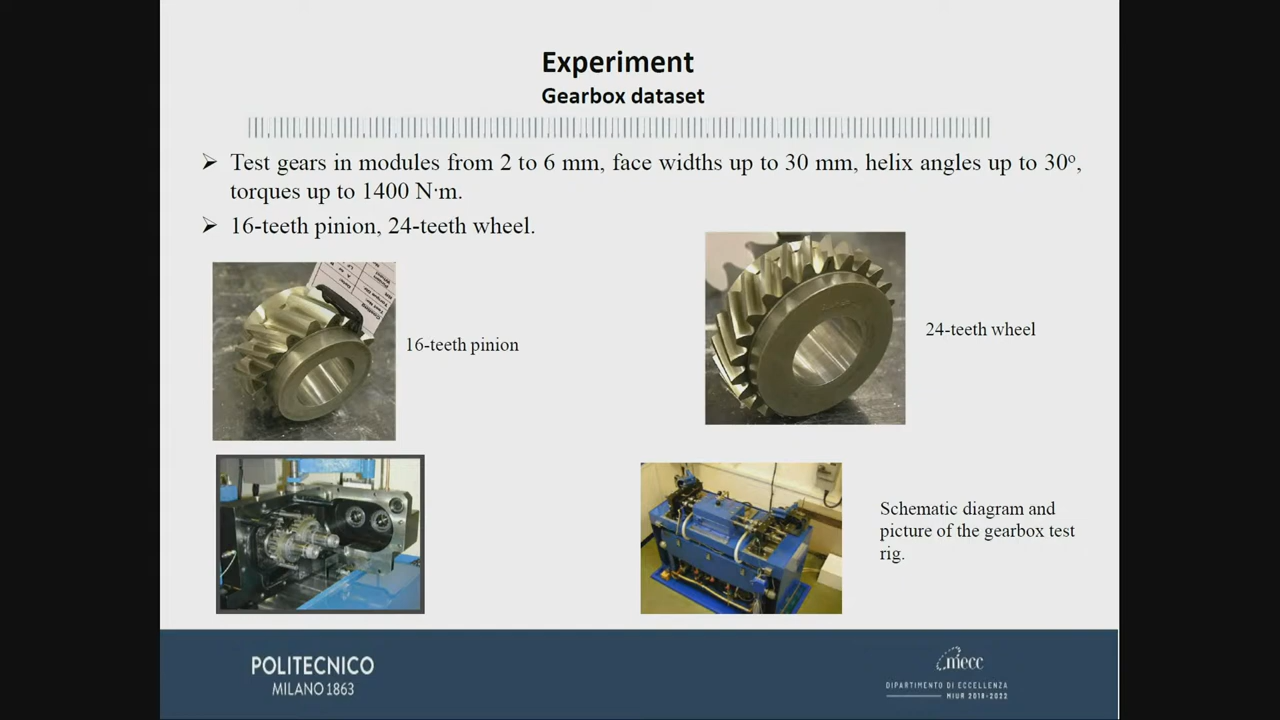 Experiment
Gearbox dataset
➢ Test gears in modules from 2 to 6 mm, face widths up to 30 mm, helix angles up to 30º,
torques up to 1400 N·m.
➢ 16-teeth pinion, 24-teeth wheel.
16-teeth pinion
24-teeth wheel
Schematic diagram and
picture of the gearbox test
rig.
POLITECNICO
MILANO 1863
mecc
DIPARTIMENTO DI ECCELLENZA
MIUR 2018-2022